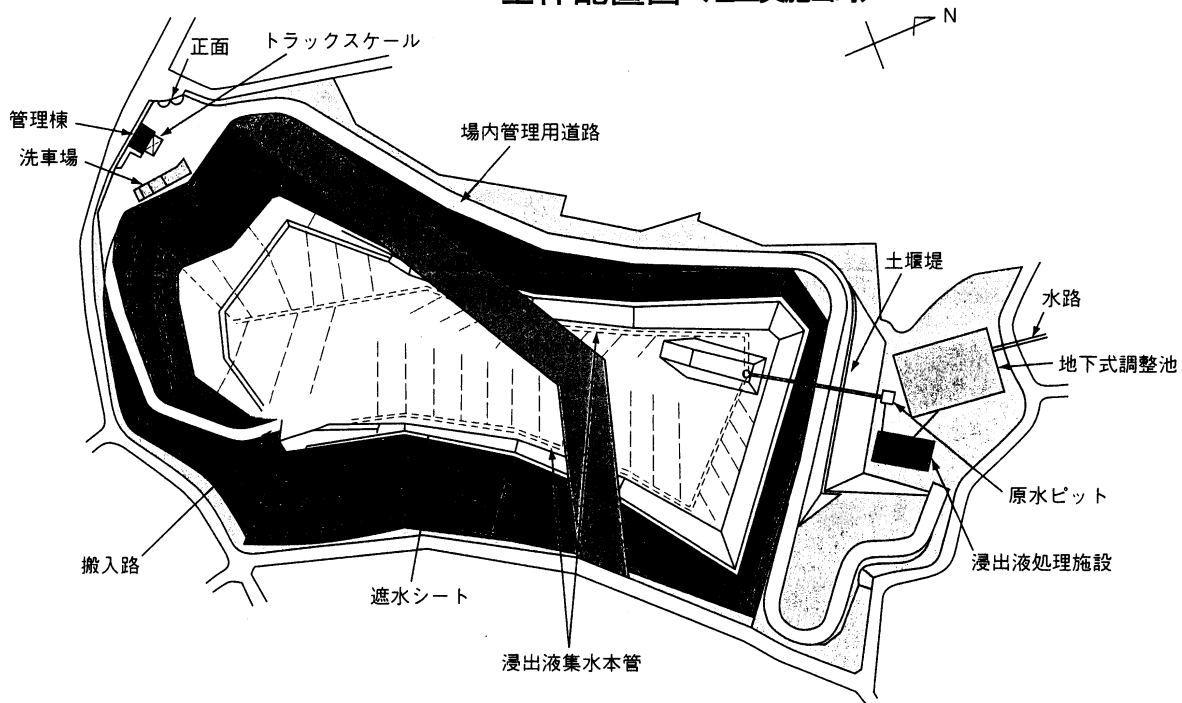 N
正面
トラックスケール
管理棟
洗車場
場内管理用道路
土堰堤
水路
地下式調整池
原水ピット
浸出液処理施設
搬入路
遮水シート
浸出液集水本管